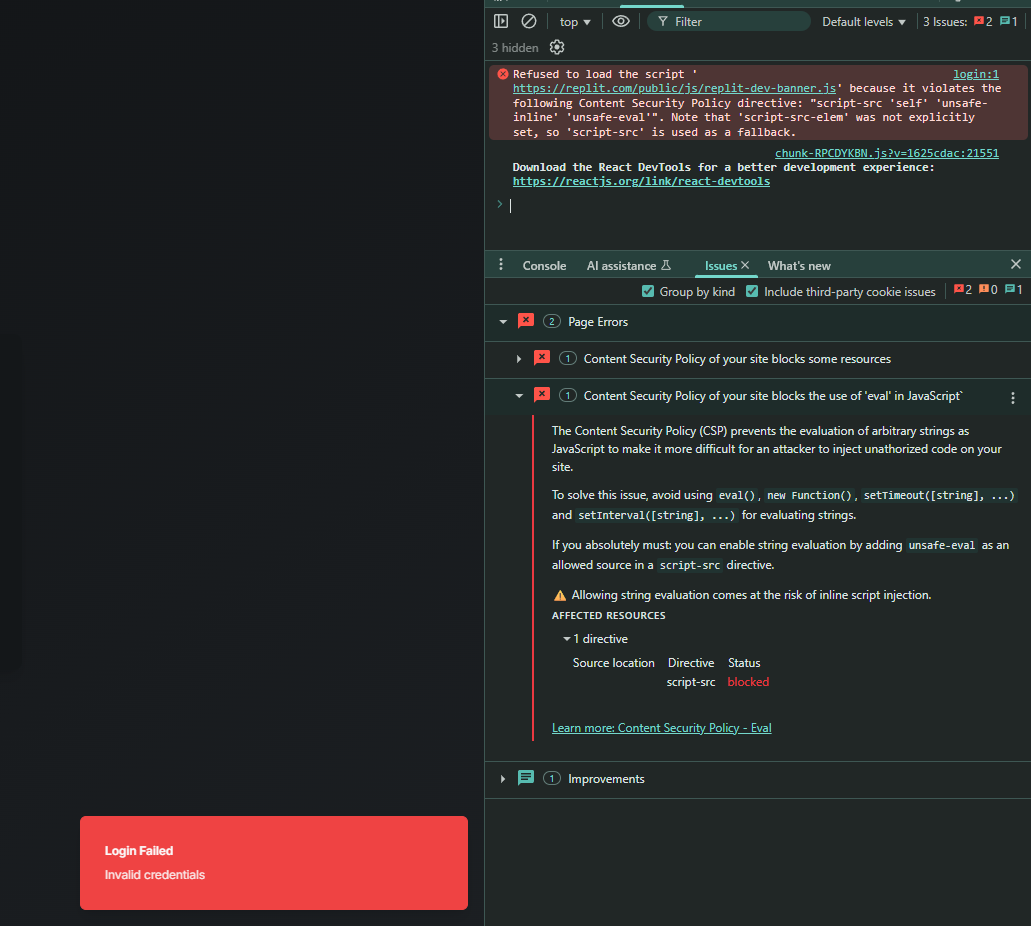 top ▼
Filter
Default levels ▼
3 Issues: 2 1
3 hidden
Refused to load the script ' login:1
https://replit.com/public/js/replit-dev-banner.js' because it violates the
following Content Security Policy directive: "script-src 'self' 'unsafe-
inline' 'unsafe-eval'". Note that 'script-src-elem' was not explicitly
set, so 'script-src' is used as a fallback.
chunk-RPCDYKBN.js?v=1625cdac:21551
Download the React DevTools for a better development experience:
https://reactjs.org/link/react-devtools
Console AI assistance Issues What's new
Group by kind Include third-party cookie issues 2 0 1
2 Page Errors
1 Content Security Policy of your site blocks some resources
1 Content Security Policy of your site blocks the use of 'eval' in JavaScript`
The Content Security Policy (CSP) prevents the evaluation of arbitrary strings as
JavaScript to make it more difficult for an attacker to inject unathorized code on your
site.
To solve this issue, avoid using eval(), new Function(), setTimeout([string], ...)
and setInterval([string], ...) for evaluating strings.
If you absolutely must: you can enable string evaluation by adding unsafe-eval as an
allowed source in a script-src directive.
⚠ Allowing string evaluation comes at the risk of inline script injection.
AFFECTED RESOURCES
1 directive
Source location Directive Status
script-src blocked
Learn more: Content Security Policy - Eval
1 Improvements
Login Failed
Invalid credentials